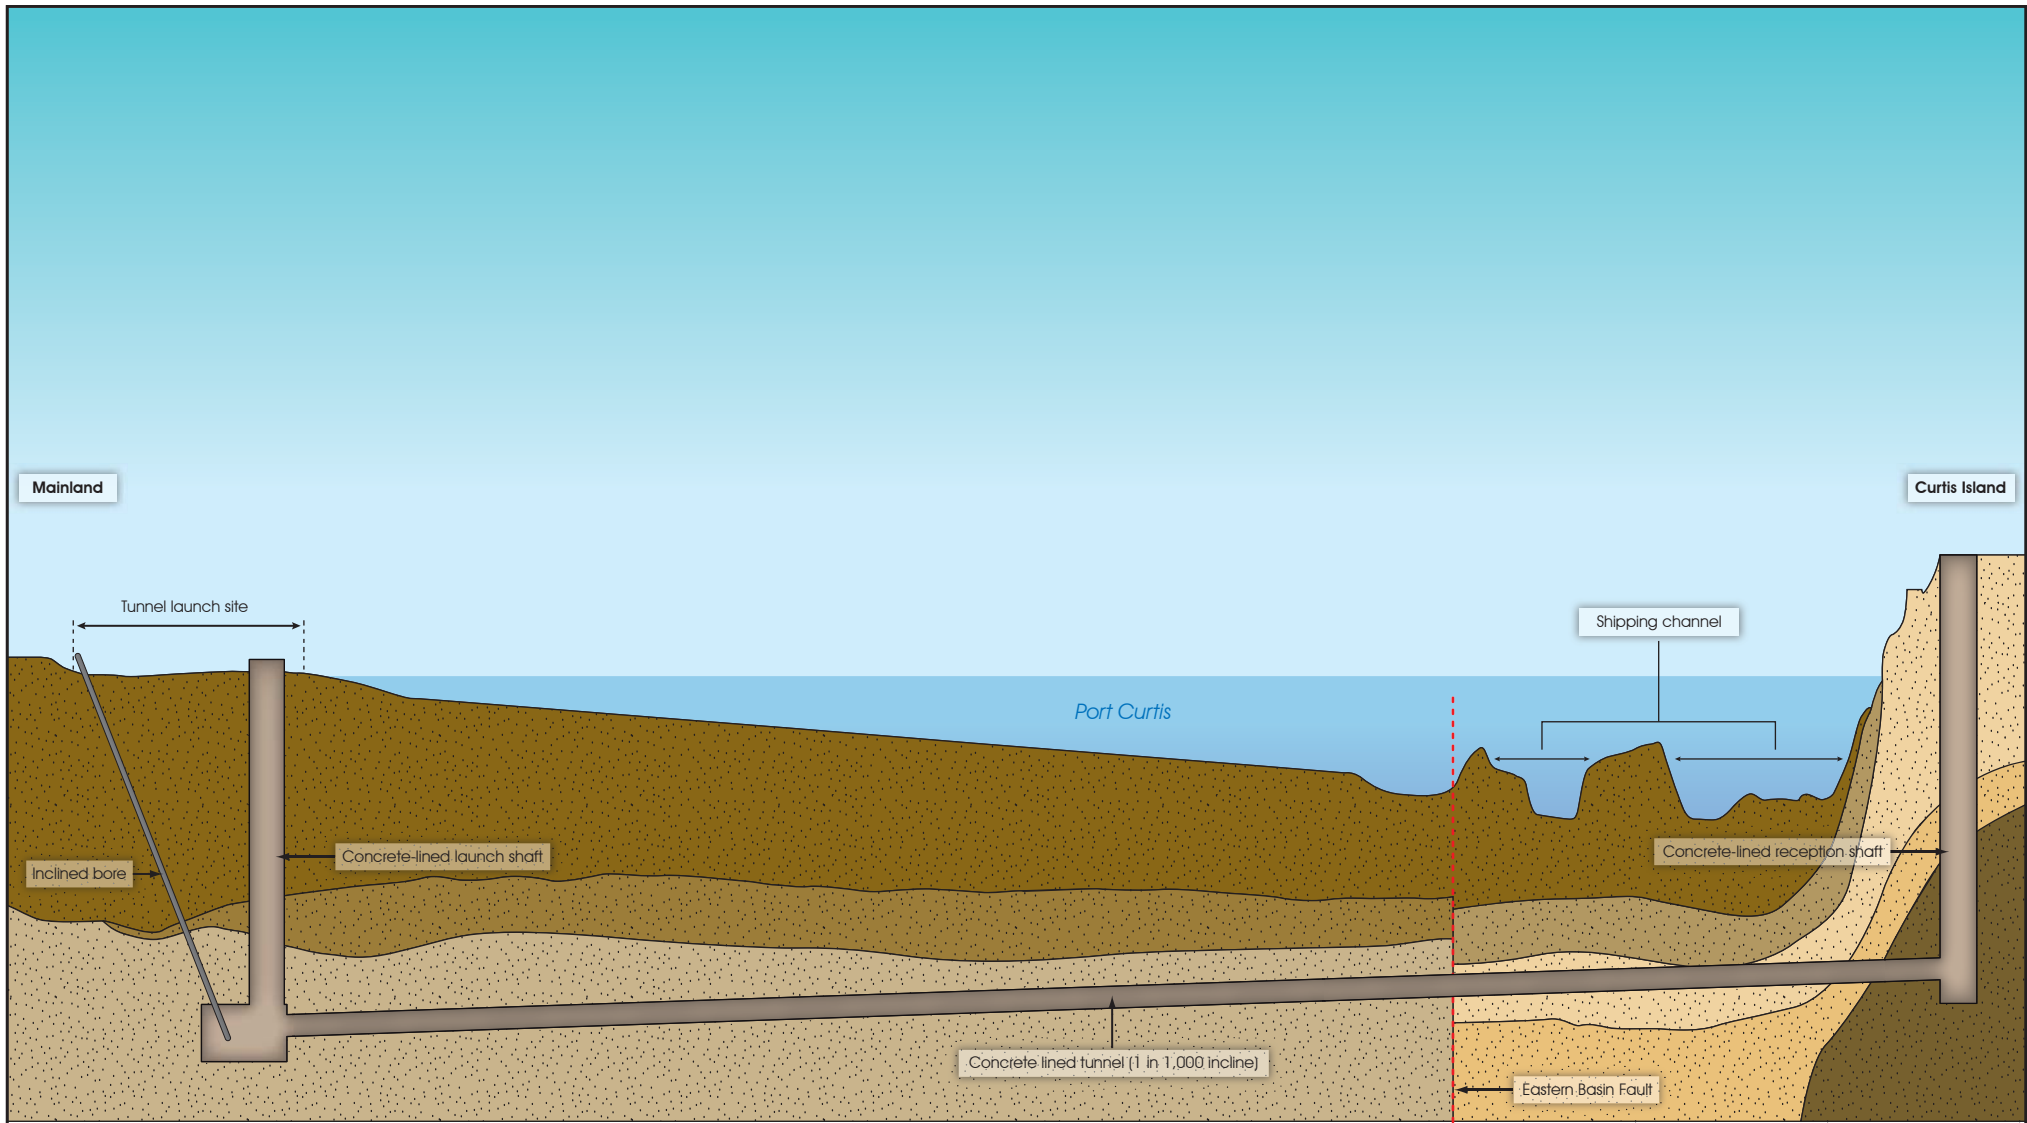 Mainland
Curtis Island
Tunnel launch site
Shipping channel
Port Curtis
Concrete-lined launch shaft
Concrete-lined reception shaft
Inclined bore
Concrete lined tunnel (1 in 1,000 incline)
Eastern Basin Fault